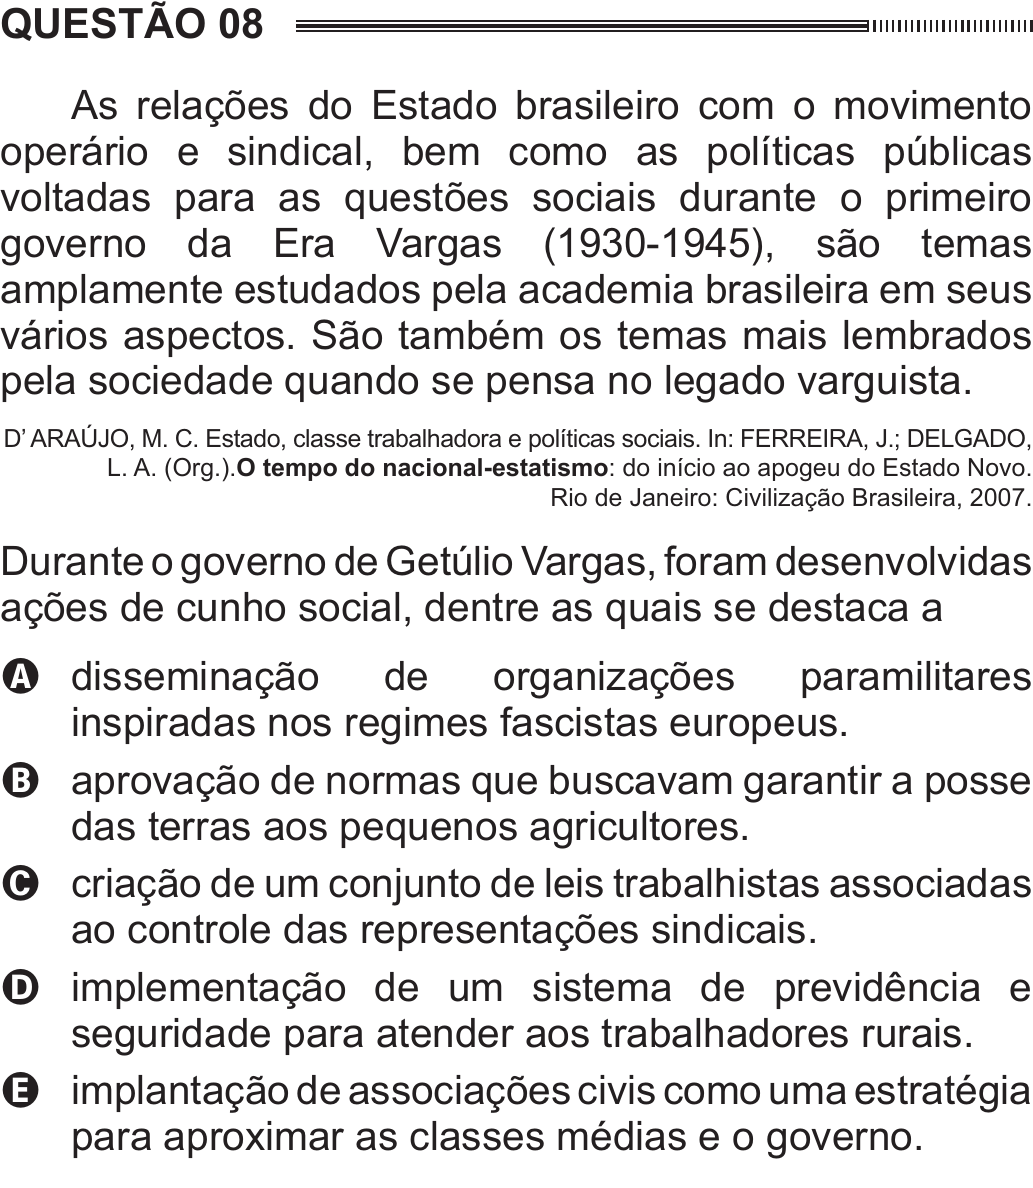 QUESTÃO 08
As relações do Estado brasileiro com o movimento
operário e sindical, bem como as políticas públicas
voltadas para as questões sociais durante o primeiro
governo da Era Vargas (1930-1945), são temas
amplamente estudados pela academia brasileira em seus
vários aspectos. São também os temas mais lembrados
pela sociedade quando se pensa no legado varguista.
D’ ARAÚJO, M. C. Estado, classe trabalhadora e políticas sociais. In: FERREIRA, J.; DELGADO,
L. A. (Org.).O tempo do nacional-estatismo: do início ao apogeu do Estado Novo.
Rio de Janeiro: Civilização Brasileira, 2007.
Durante o governo de Getúlio Vargas, foram desenvolvidas
ações de cunho social, dentre as quais se destaca a
A disseminação de organizações paramilitares
inspiradas nos regimes fascistas europeus.
B aprovação de normas que buscavam garantir a posse
das terras aos pequenos agricultores.
C criação de um conjunto de leis trabalhistas associadas
ao controle das representações sindicais.
D implementação de um sistema de previdência e
seguridade para atender aos trabalhadores rurais.
E implantação de associações civis como uma estratégia
para aproximar as classes médias e o governo.